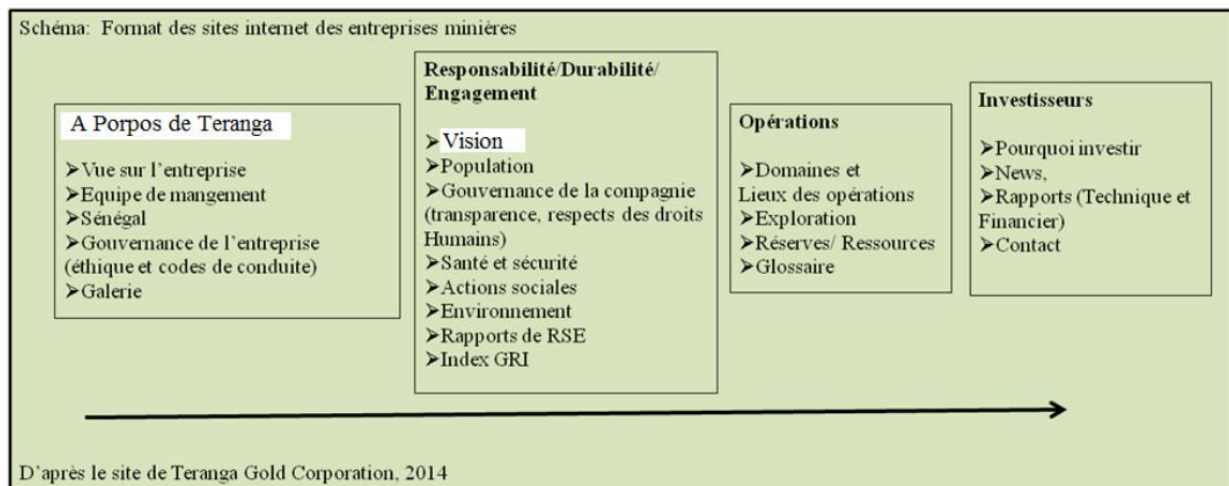 Schéma: Format des sites internet des entreprises minières
A Porpos de Teranga
➢Vue sur l'entreprise
➢Equipe de mangement
➢Sénégal
➢Gouvernance de l'entreprise
(éthique et codes de conduite)
➢Galerie
Responsabilité/Durabilité/
Engagement
➢Vision
➢Population
➢Gouvernance de la compagnie
(transparence, respects des droits
Humains)
➢Santé et sécurité
➢Actions sociales
➢Environnement
➢Rapports de RSE
➢Index GRI
Opérations
➢Domaines et
Lieux des opérations
➢Exploration
➢Réserves/ Ressources
➢Glossaire
Investisseurs
➢Pourquoi investir
➢News,
➢Rapports (Technique et
Financier)
➢Contact
D'après le site de Teranga Gold Corporation, 2014